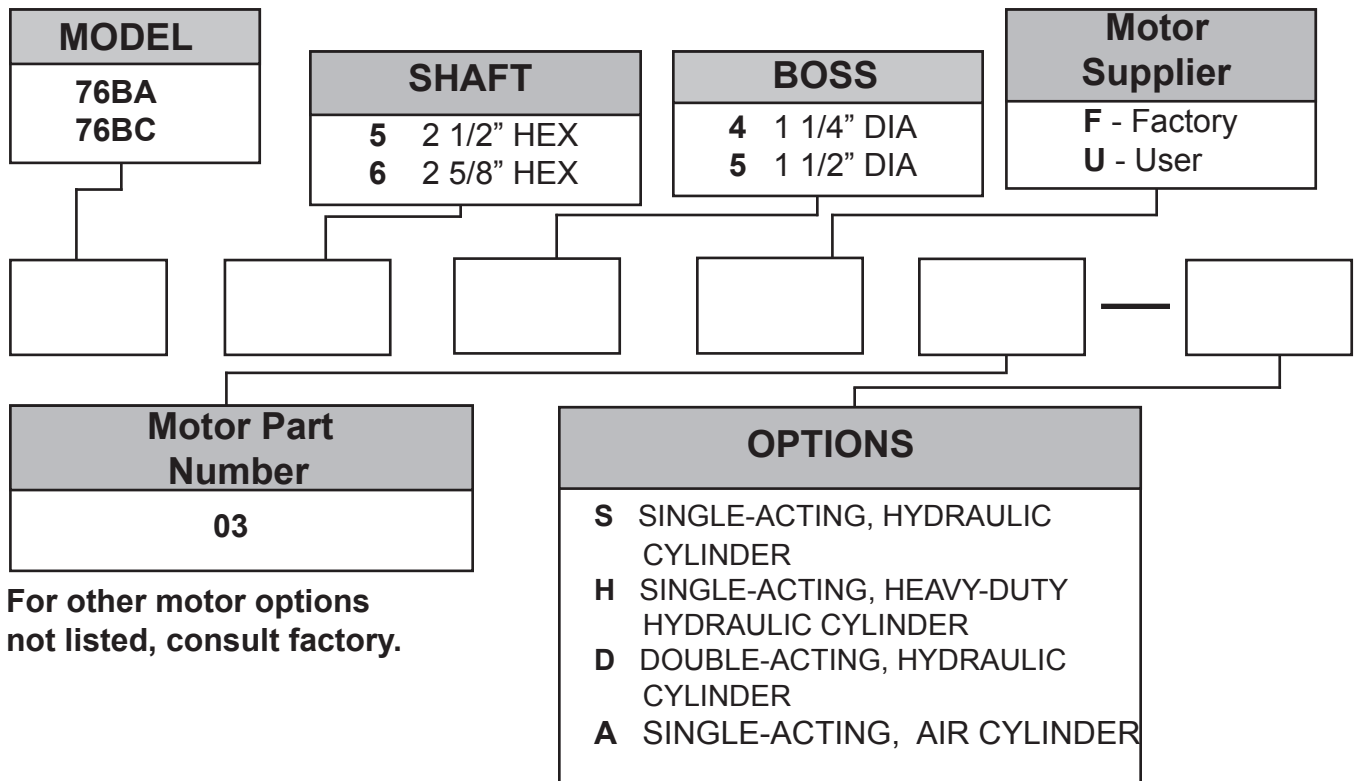 MODEL
76BA
76BC
SHAFT
5 2 1/2” HEX
6 2 5/8” HEX
BOSS
4 1 1/4” DIA
5 1 1/2” DIA
Motor
Supplier
F - Factory
U - User
Motor Part
Number
03
For other motor options
not listed, consult factory.
OPTIONS
S SINGLE-ACTING, HYDRAULIC
CYLINDER
H SINGLE-ACTING, HEAVY-DUTY
HYDRAULIC CYLINDER
D DOUBLE-ACTING, HYDRAULIC
CYLINDER
A SINGLE-ACTING, AIR CYLINDER